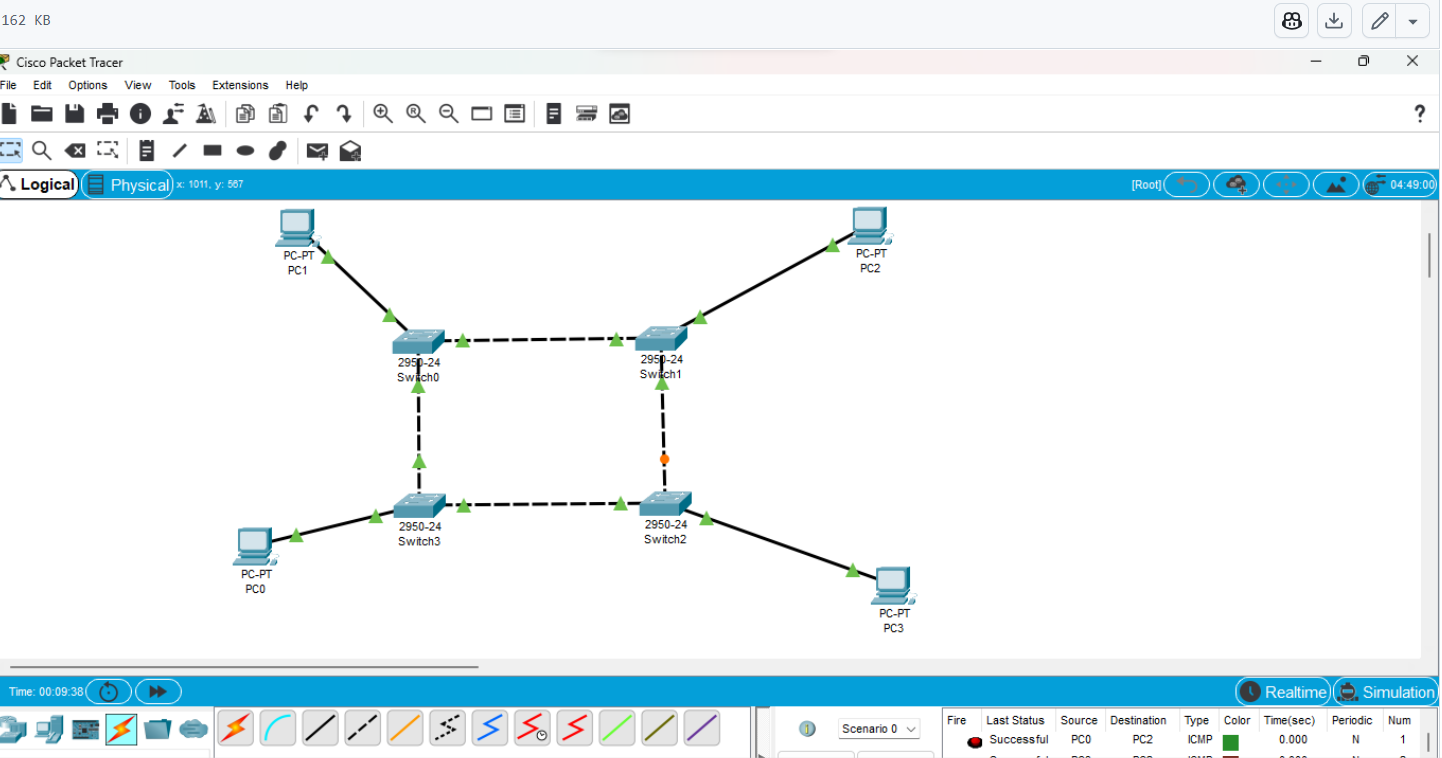 162 KB
Cisco Packet Tracer
File Edit Options View Tools Extensions Help
?
Logical Physical x: 1011, y: 567 [Root] 04:49:00
PC-PT
PC1
PC-PT
PC2
2950-24
Switch0
2950-24
Switch1
2950-24
Switch3
2950-24
Switch2
PC-PT
PC0
PC-PT
PC3
Time: 00:09:38 Realtime Simulation
Scenario 0
Fire Last Status Source Destination Type Color Time(sec) Periodic Num
Successful PC0 PC2 ICMP 0.000 N 1